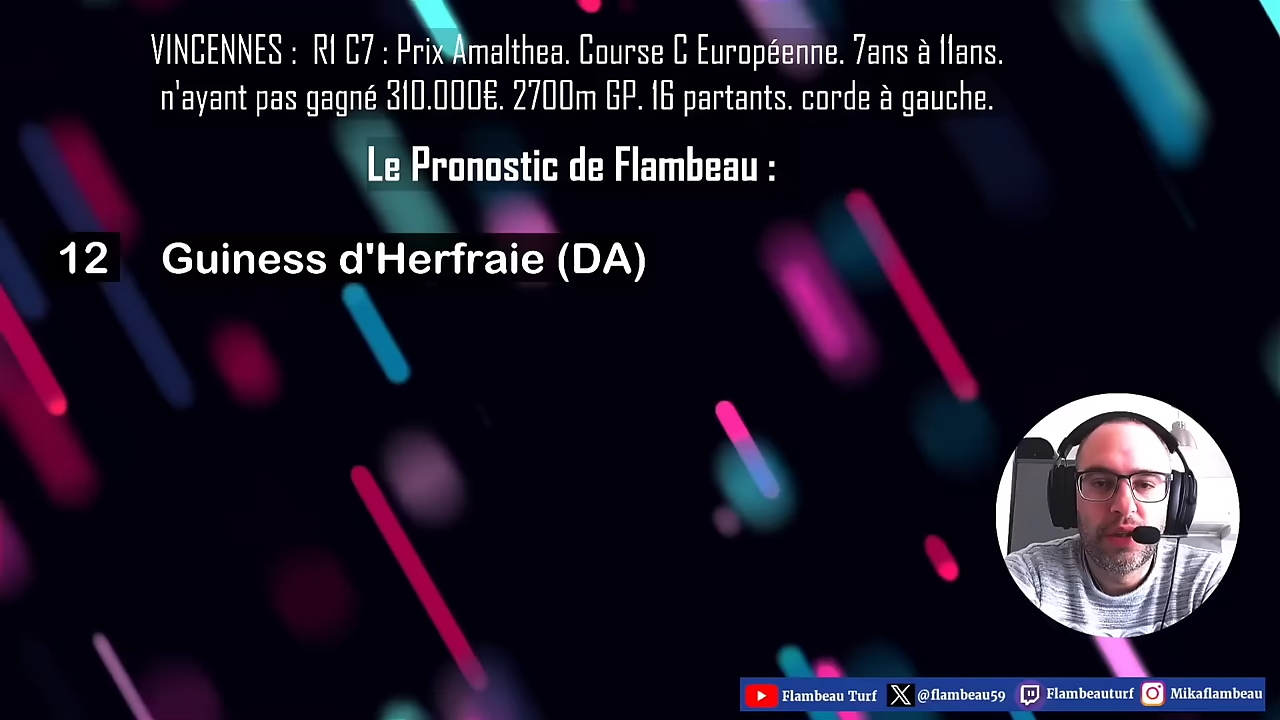 VINCENNES : R1 C7 : Prix Amalthea. Course C Européenne. 7ans à 11ans.
n'ayant pas gagné 310.000€. 2700m GP. 16 partants. corde à gauche.
Le Pronostic de Flambeau :
12 Guiness d'Herfraie (DA)
Flambeau Turf @flambeau59 Flambeauturf Mikaflambeau